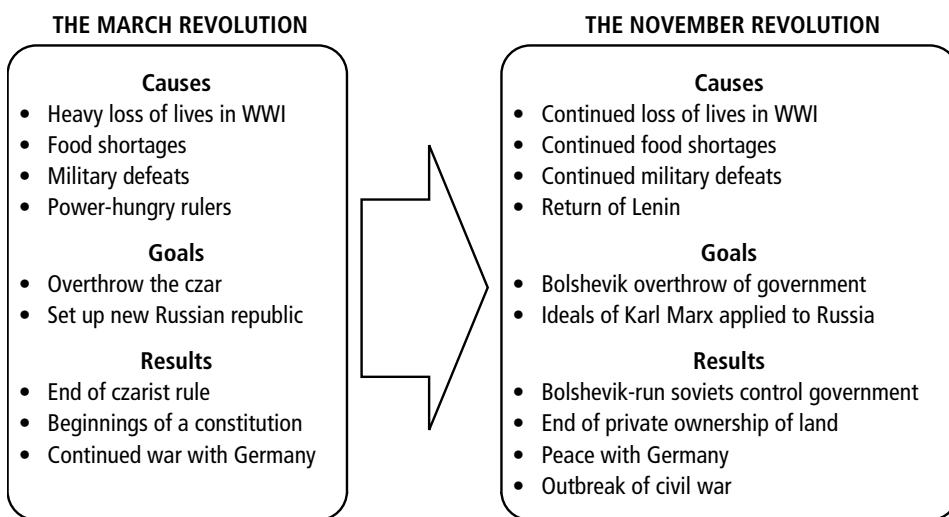 THE MARCH REVOLUTION
Causes
• Heavy loss of lives in WWI
• Food shortages
• Military defeats
• Power-hungry rulers
Goals
• Overthrow the czar
• Set up new Russian republic
Results
• End of czarist rule
• Beginnings of a constitution
• Continued war with Germany
THE NOVEMBER REVOLUTION
Causes
• Continued loss of lives in WWI
• Continued food shortages
• Continued military defeats
• Return of Lenin
Goals
• Bolshevik overthrow of government
• Ideals of Karl Marx applied to Russia
Results
• Bolshevik-run soviets control government
• End of private ownership of land
• Peace with Germany
• Outbreak of civil war